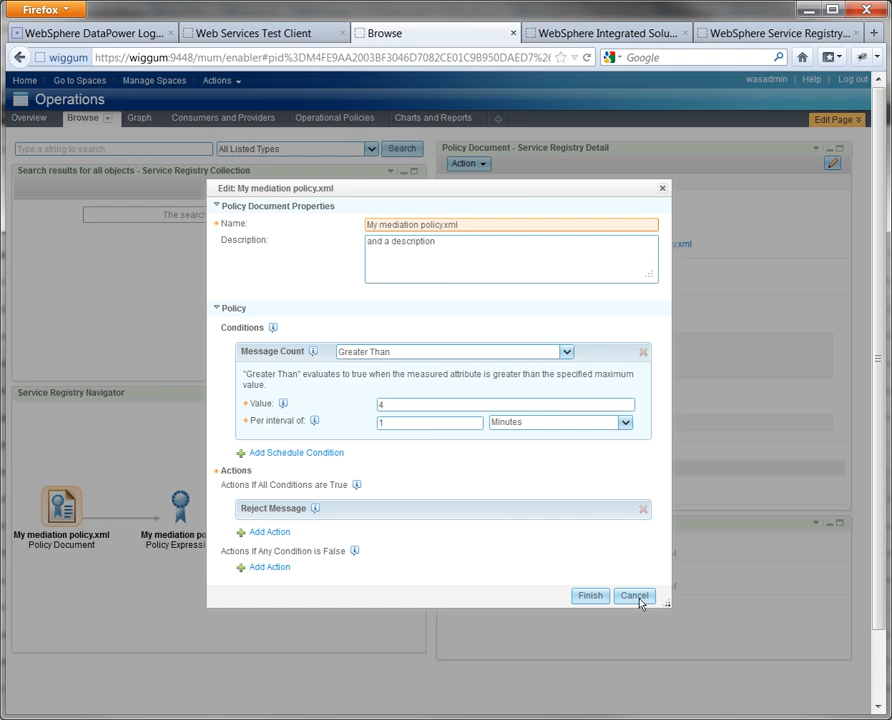 Firefox
WebSphere DataPower Log...
Web Services Test Client
Browse
WebSphere Integrated Solu...
WebSphere Service Registry...
wiggum
https://wiggum:9448/mum/enabler#pid%3DM4FE9AA2003BF3046D7082CE01C9B950DAED7%26
Google
Home
Go to Spaces
Manage Spaces
Actions
wasadmin
Help
Log out
Operations
Overview
Browse
Graph
Consumers and Providers
Operational Policies
Charts and Reports
Edit Page
Type a string to search
All Listed Types
Search
Policy Document - Service Registry Detail
Action
Search results for all objects - Service Registry Collection
The search
y.xml
Edit: My mediation policy.xml
Policy Document Properties
* Name:
My mediation policy.xml
Description:
and a description
Policy
Conditions
Message Count
Greater Than
"Greater Than" evaluates to true when the measured attribute is greater than the specified maximum
value.
* Value:
4
* Per interval of:
1
Minutes
Add Schedule Condition
* Actions
Actions If All Conditions are True
Reject Message
Add Action
Actions If Any Condition is False
Add Action
Finish
Cancel
Service Registry Navigator
My mediation policy.xml
Policy Document
My mediation po
Policy Expressi